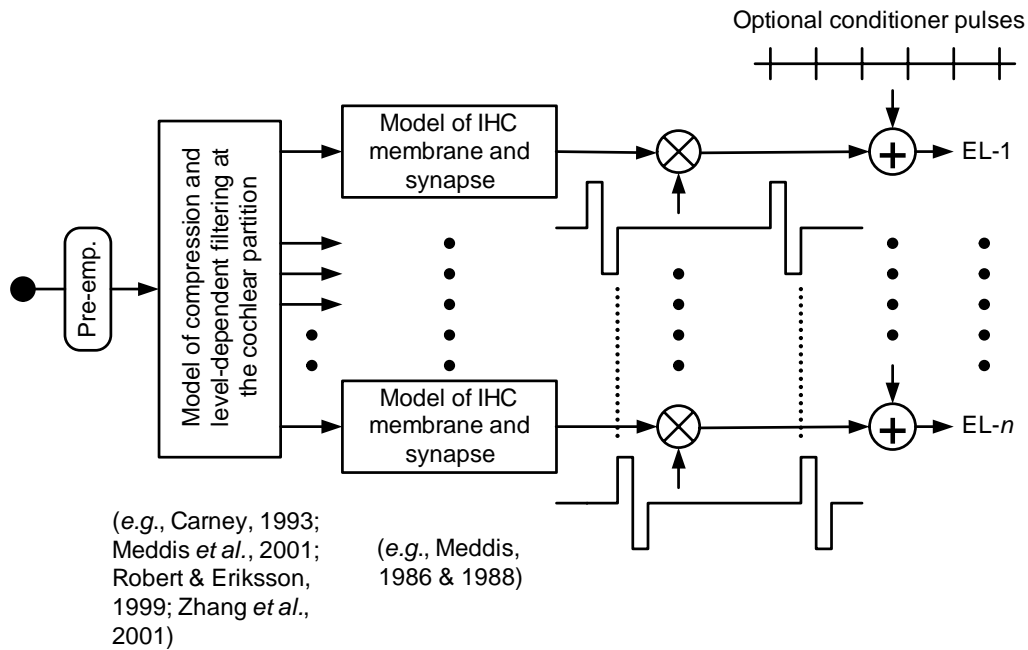 Optional conditioner pulses
Pre-emp.
Model of compression and
level-dependent filtering at
the cochlear partition
Model of IHC
membrane and
synapse
EL-1
Model of IHC
membrane and
synapse
EL-n
(e.g., Carney, 1993;
Meddis et al., 2001;
Robert & Eriksson,
1999; Zhang et al.,
2001)
(e.g., Meddis,
1986 & 1988)